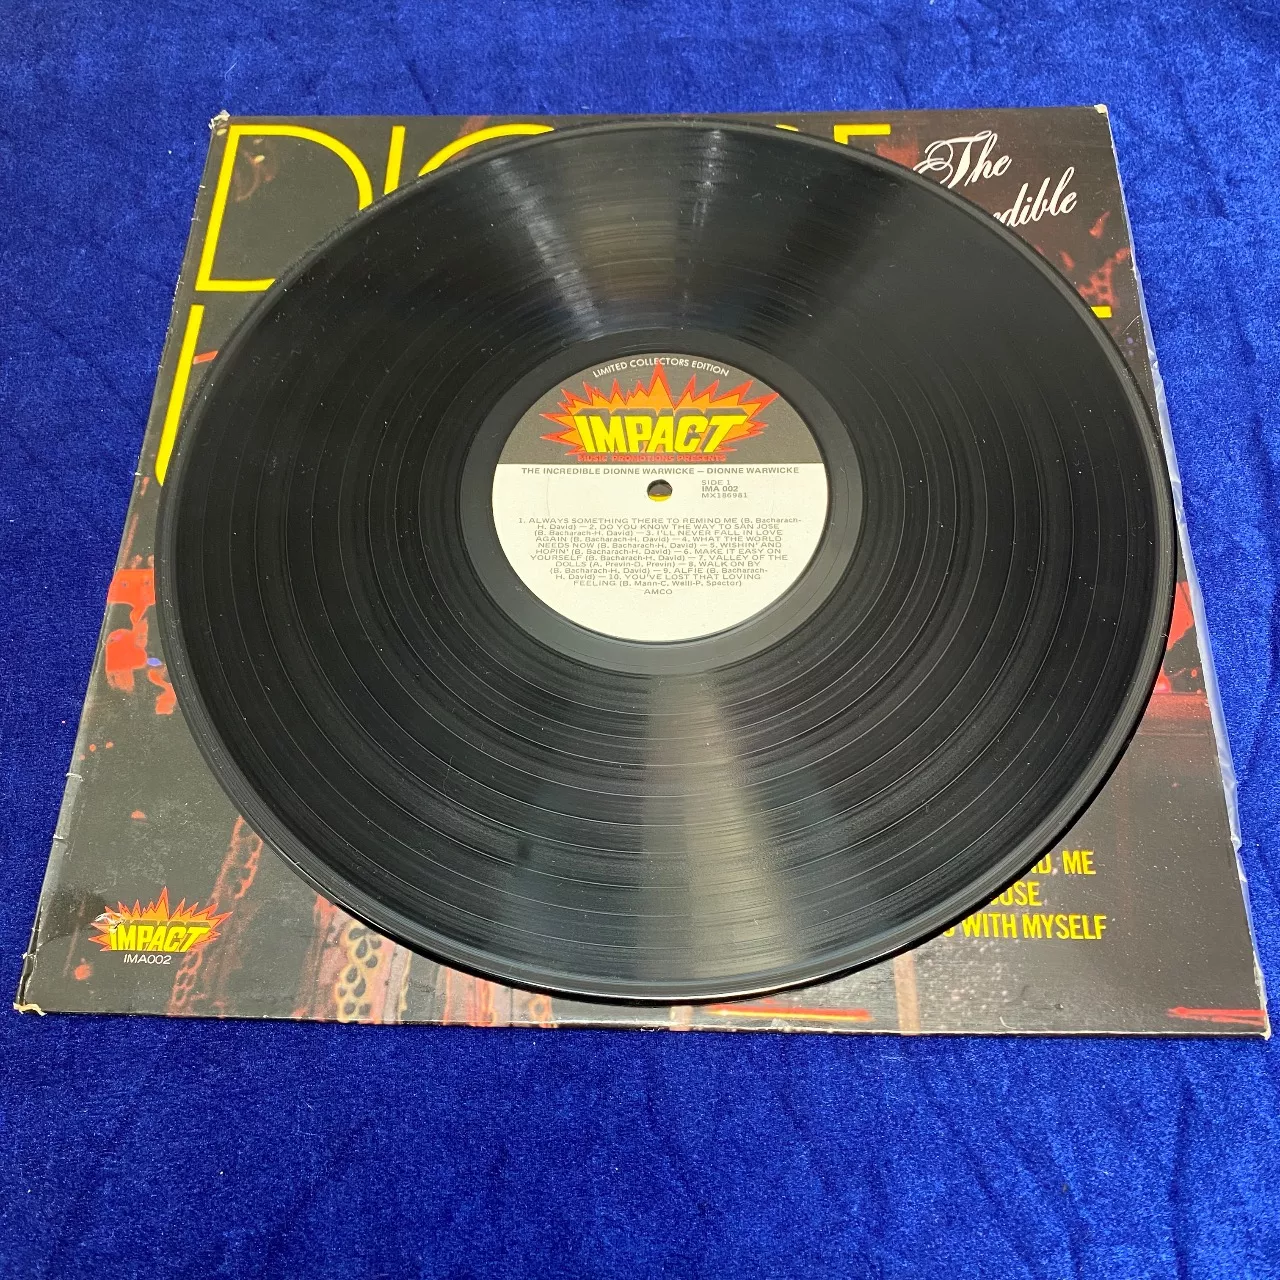 The
edible
LIMITED COLLECTORS EDITION
IMPACT
MUSIC PROMOTIONS PRESENTS
THE INCREDIBLE DIONNE WARWICKE — DIONNE WARWICKE
SIDE 1
IMA 002
MX186981
1. ALWAYS SOMETHING THERE TO REMIND ME (B. Bacharach-
H. David) — 2. DO YOU KNOW THE WAY TO SAN JOSE
(B. Bacharach-H. David) — 3. I'LL NEVER FALL IN LOVE
AGAIN (B. Bacharach-H. David) — 4. WHAT THE WORLD
NEEDS NOW (B. Bacharach-H. David) — 5. WISHIN' AND
HOPIN' (B. Bacharach-H. David) — 6. MAKE IT EASY ON
YOURSELF (B. Bacharach-H. David) — 7. VALLEY OF THE
DOLLS (A. Previn-D. Previn) — 8. WALK ON BY
(B. Bacharach-H. David) — 9. ALFIE (B. Bacharach-
H. David) — 10. YOU'VE LOST THAT LOVING
FEELING (B. Mann-C. Weill-P. Spector)
AMCO
ME
WITH MYSELF
IMPACT
IMA002